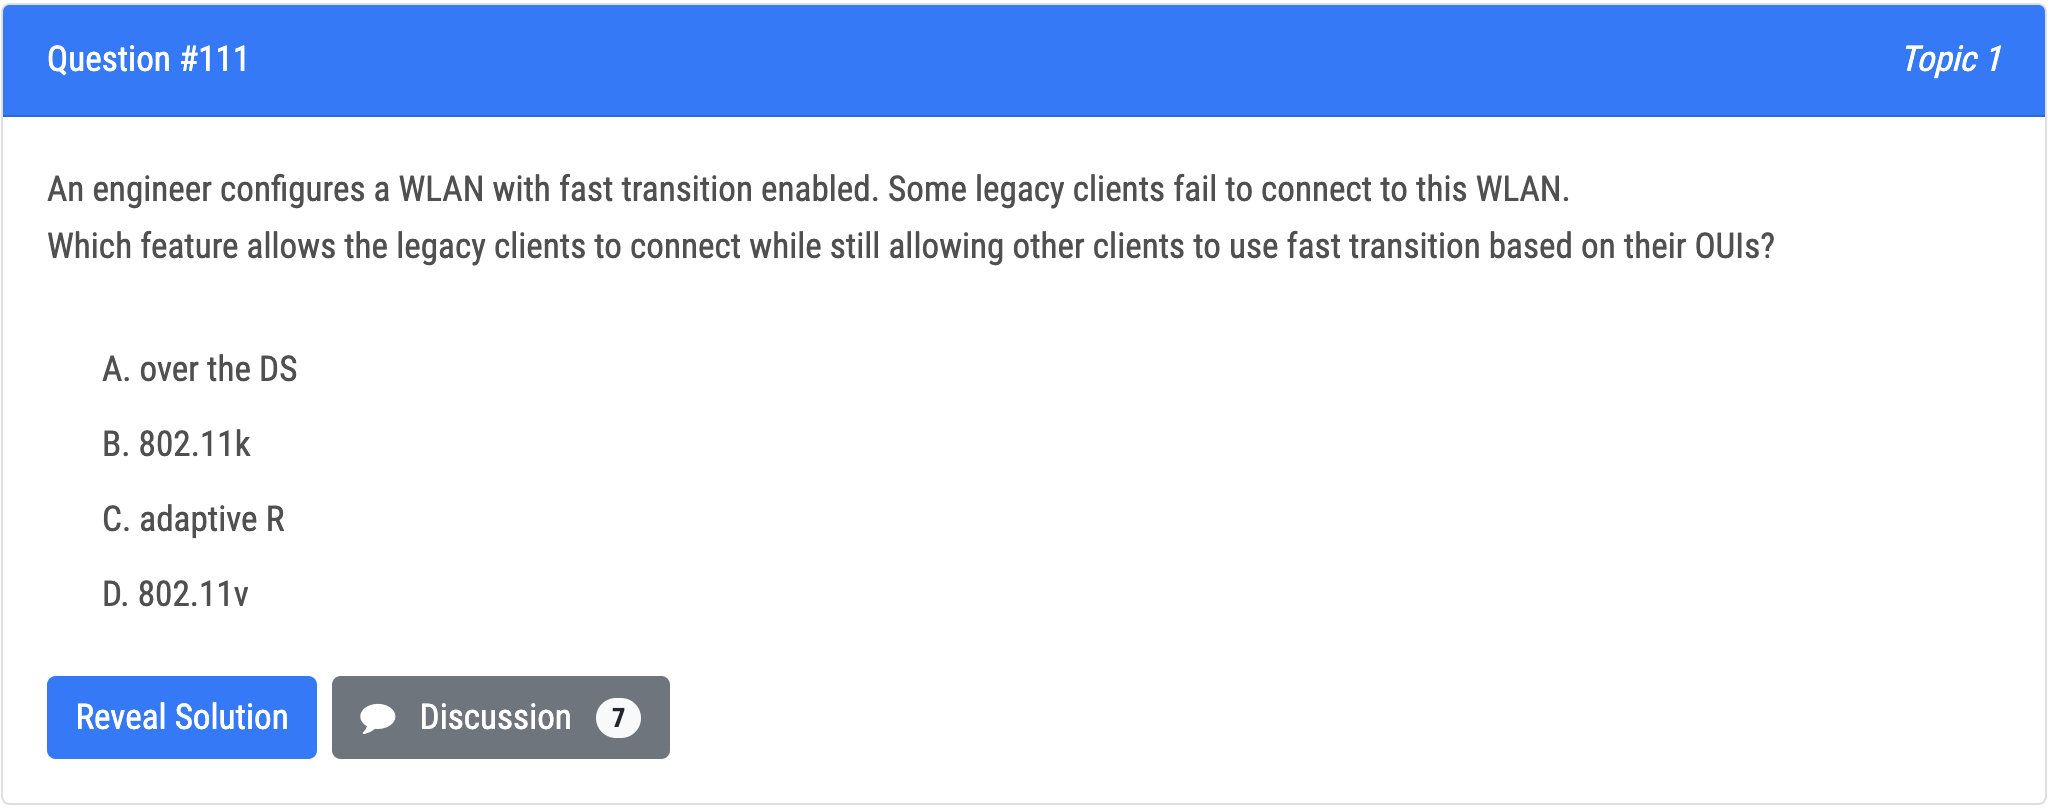 Question #111
Topic 1
An engineer configures a WLAN with fast transition enabled. Some legacy clients fail to connect to this WLAN.
Which feature allows the legacy clients to connect while still allowing other clients to use fast transition based on their OUIs?
A. over the DS
B. 802.11k
C. adaptive R
D. 802.11v
Reveal Solution
Discussion 7